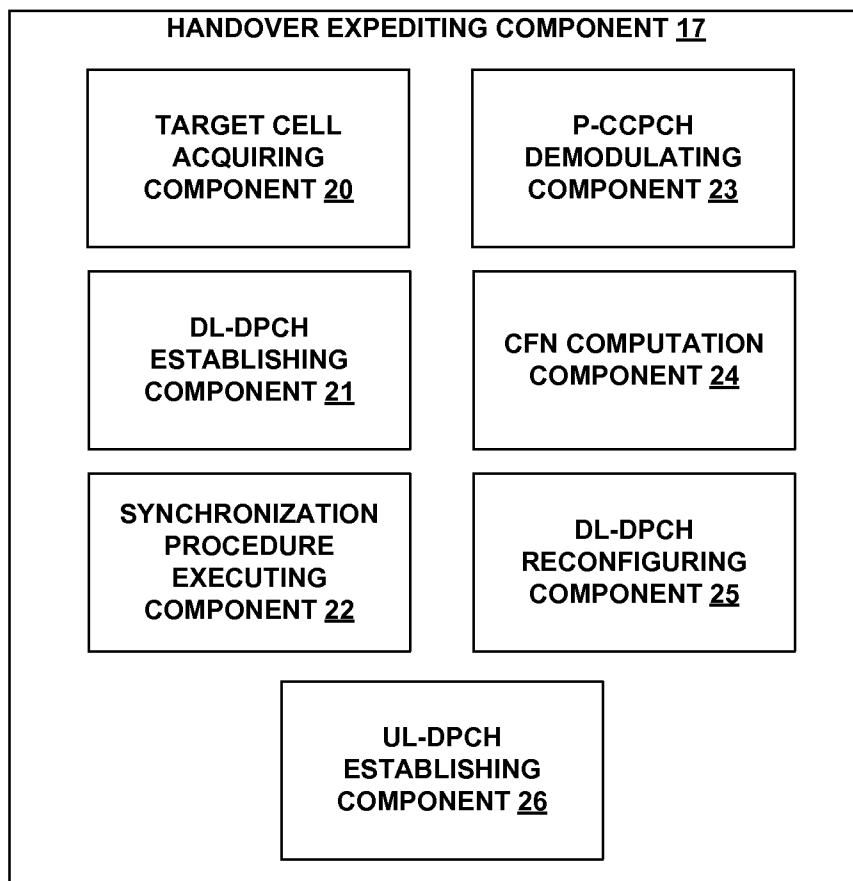 HANDOVER EXPEDITING COMPONENT 17
TARGET CELL
ACQUIRING
COMPONENT 20
P-CCPCH
DEMODULATING
COMPONENT 23
DL-DPCH
ESTABLISHING
COMPONENT 21
CFN COMPUTATION
COMPONENT 24
SYNCHRONIZATION
PROCEDURE
EXECUTING
COMPONENT 22
DL-DPCH
RECONFIGURING
COMPONENT 25
UL-DPCH
ESTABLISHING
COMPONENT 26